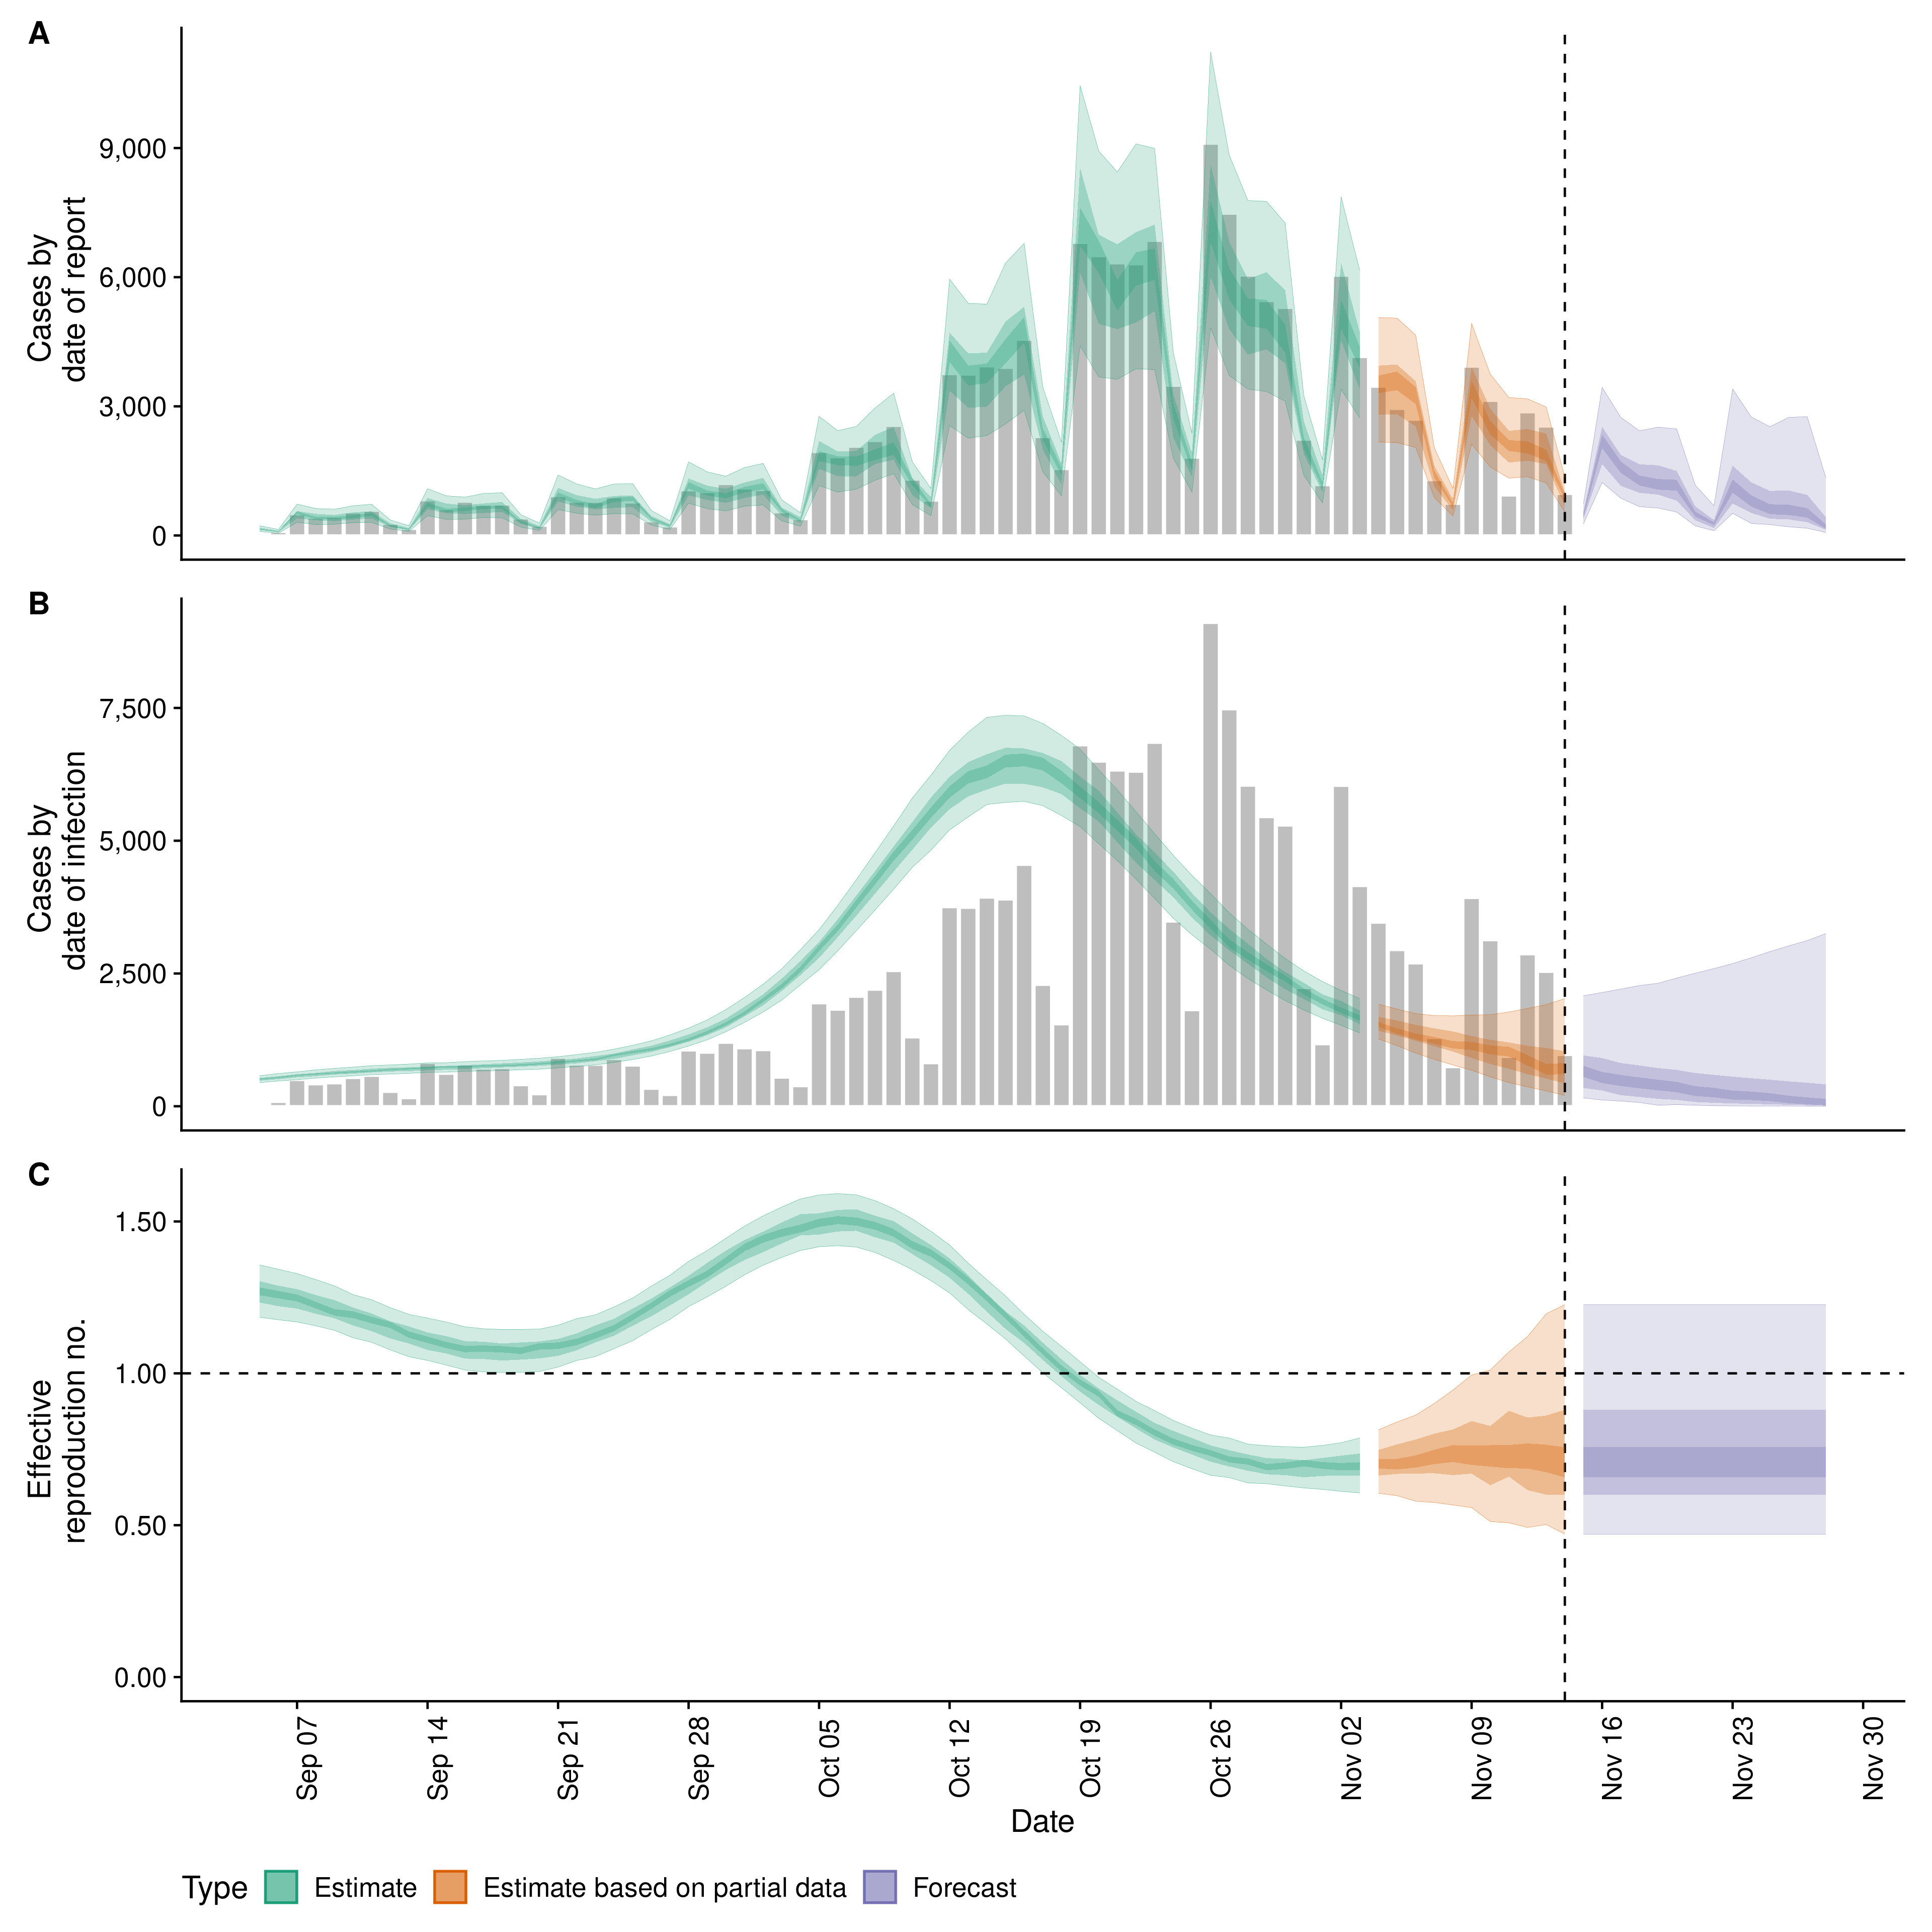 A
Cases by
date of report
9,000
6,000
3,000
0
B
Cases by
date of infection
7,500
5,000
2,500
0
C
Effective
reproduction no.
1.50
1.00
0.50
0.00
Sep 07
Sep 14
Sep 21
Sep 28
Oct 05
Oct 12
Oct 19
Oct 26
Nov 02
Nov 09
Nov 16
Nov 23
Nov 30
Date
Type Estimate Estimate based on partial data Forecast